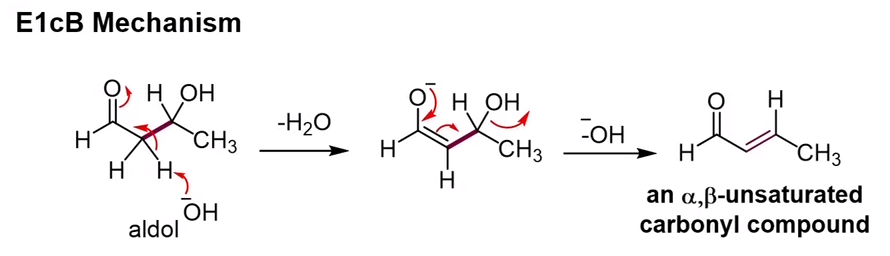 E1cB Mechanism
O H OH
H CH₃
H H
⁻OH
aldol
-H₂O
O⁻ H OH
H CH₃
H
-⁻OH
O H
H CH₃
an α,β-unsaturated
carbonyl compound